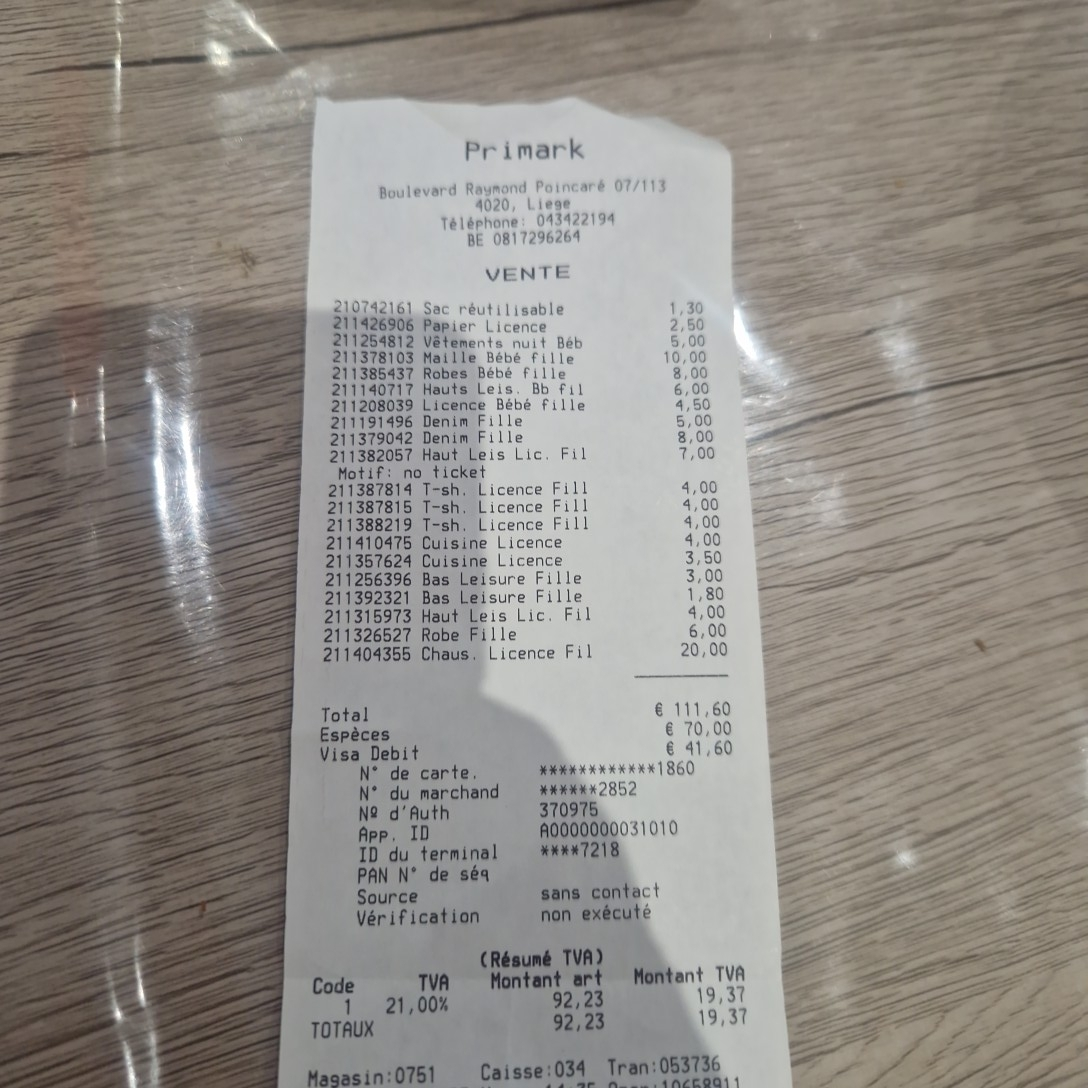 Primark
Boulevard Raymond Poincaré 07/113
4020, Liege
Téléphone: 043422194
BE 0817296264
VENTE
210742161 Sac réutilisable 1,30
211426906 Papier Licence 2,50
211254812 Vêtements nuit Béb 5,00
211378103 Maille Bébé fille 10,00
211385437 Robes Bébé fille 8,00
211140717 Hauts Leis. Bb fil 6,00
211208039 Licence Bébé fille 4,50
211191496 Denim Fille 5,00
211379042 Denim Fille 8,00
211382057 Haut Leis Lic. Fil 7,00
Motif: no ticket
211387814 T-sh. Licence Fill 4,00
211387815 T-sh. Licence Fill 4,00
211388219 T-sh. Licence Fill 4,00
211410475 Cuisine Licence 4,00
211357624 Cuisine Licence 3,50
211256396 Bas Leisure Fille 3,00
211392321 Bas Leisure Fille 1,80
211315973 Haut Leis Lic. Fil 4,00
211326527 Robe Fille 6,00
211404355 Chaus. Licence Fil 20,00
Total € 111,60
Espèces € 70,00
Visa Debit € 41,60
N° de carte. ************1860
N° du marchand ******2852
Nº d'Auth 370975
App. ID A0000000031010
ID du terminal ****7218
PAN N° de séq
Source sans contact
Vérification non exécuté
(Résumé TVA)
Code TVA Montant art Montant TVA
1 21,00% 92,23 19,37
TOTAUX 92,23 19,37
Magasin:0751 Caisse:034 Tran:053736